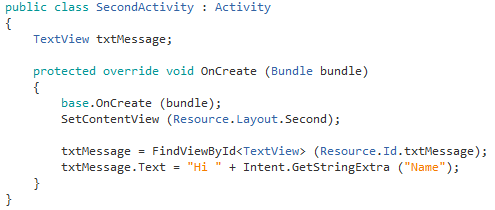 public class SecondActivity : Activity
{
    TextView txtMessage;

    protected override void OnCreate (Bundle bundle)
    {
        base.OnCreate (bundle);
        SetContentView (Resource.Layout.Second);

        txtMessage = FindViewById<TextView> (Resource.Id.txtMessage);
        txtMessage.Text = "Hi " + Intent.GetStringExtra ("Name");
    }
}